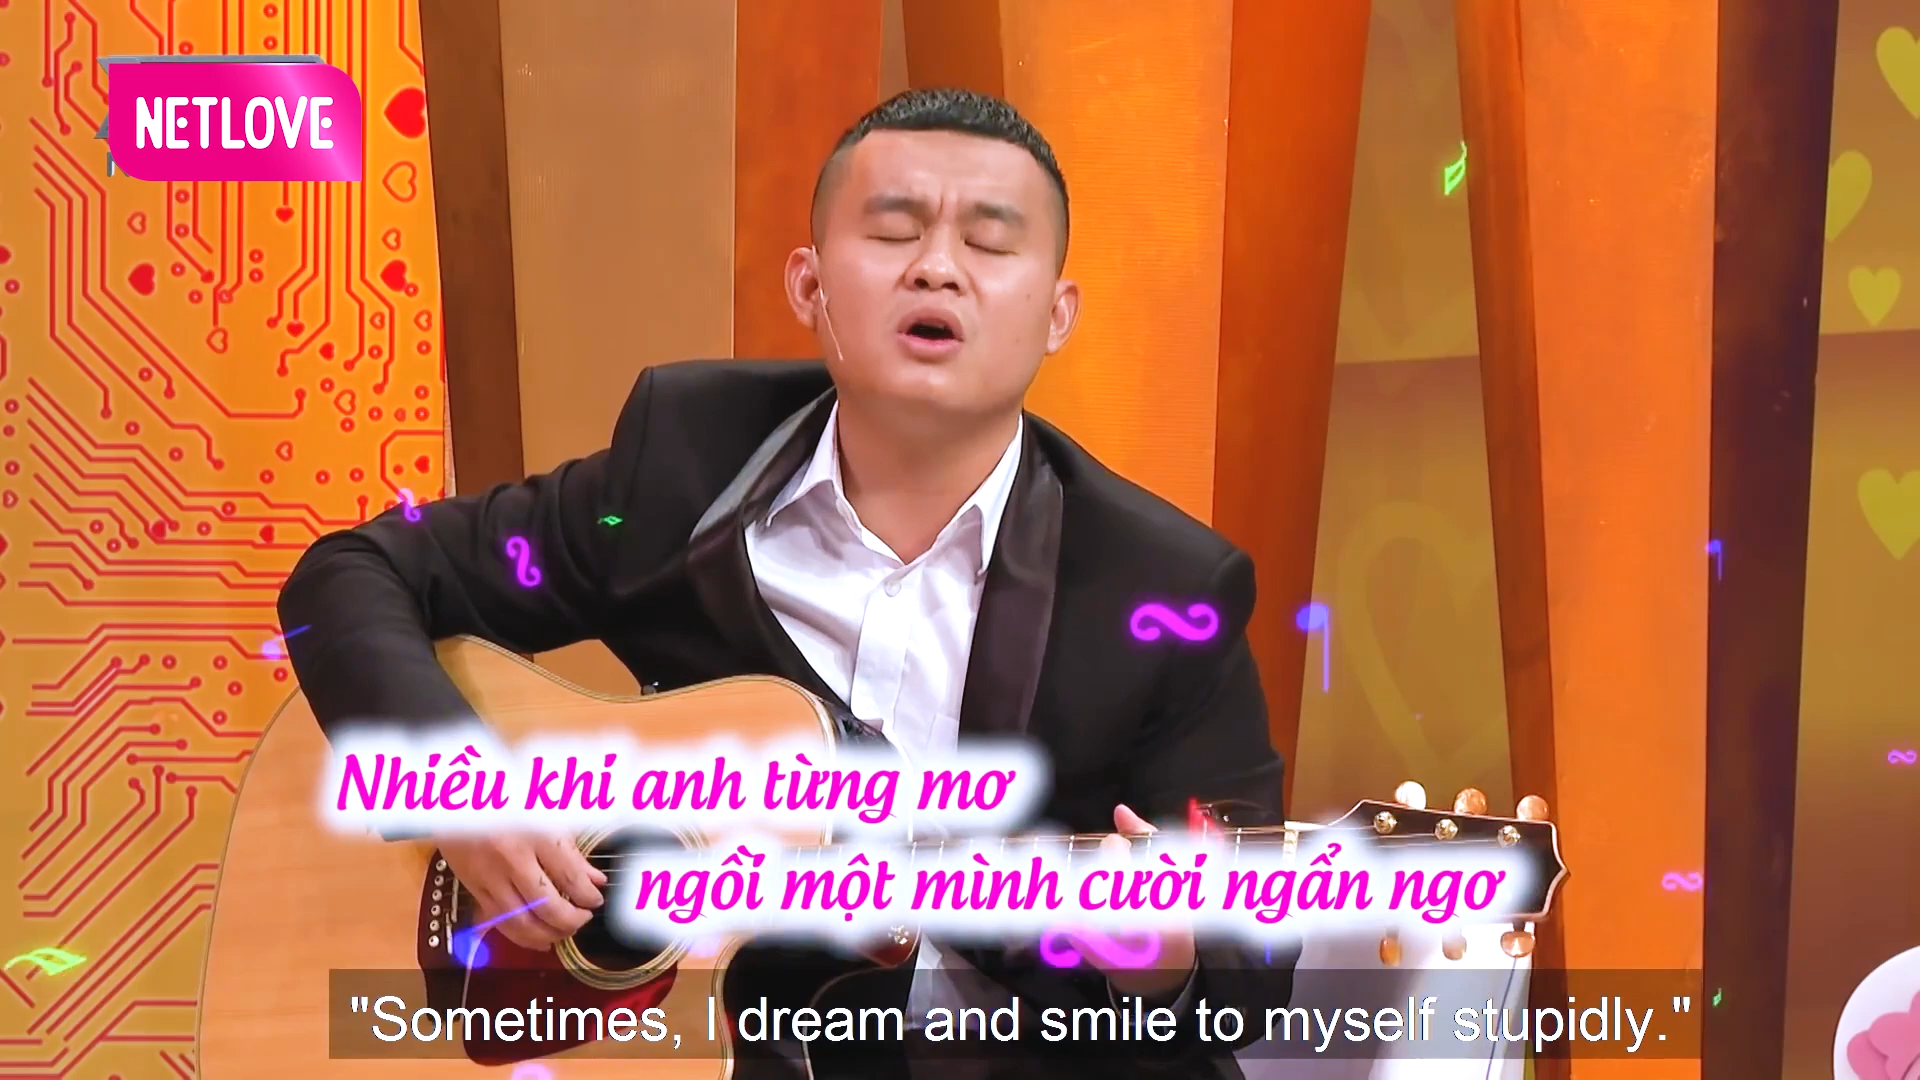 NETLOVE
Nhiều khi anh từng mơ
ngồi một mình cười ngẩn ngơ
"Sometimes, I dream and smile to myself stupidly."